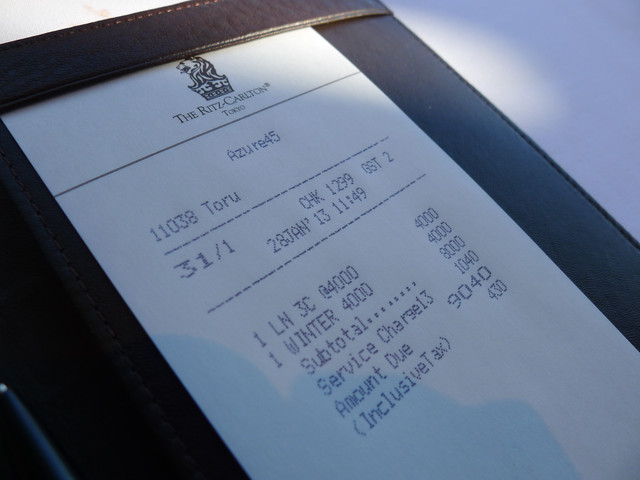 THE RITZ-CARLTON®
TOKYO
Azure45
11038 Toru
CHK 1299 GST 2
31/1 28JAN'13 11:49
1 LN 3C @4000 4000
1 WINTER 4000 4000
Subtotal........ 8000
Service Charge13 1040
Amount Due 9040
(InclusiveTax) 430